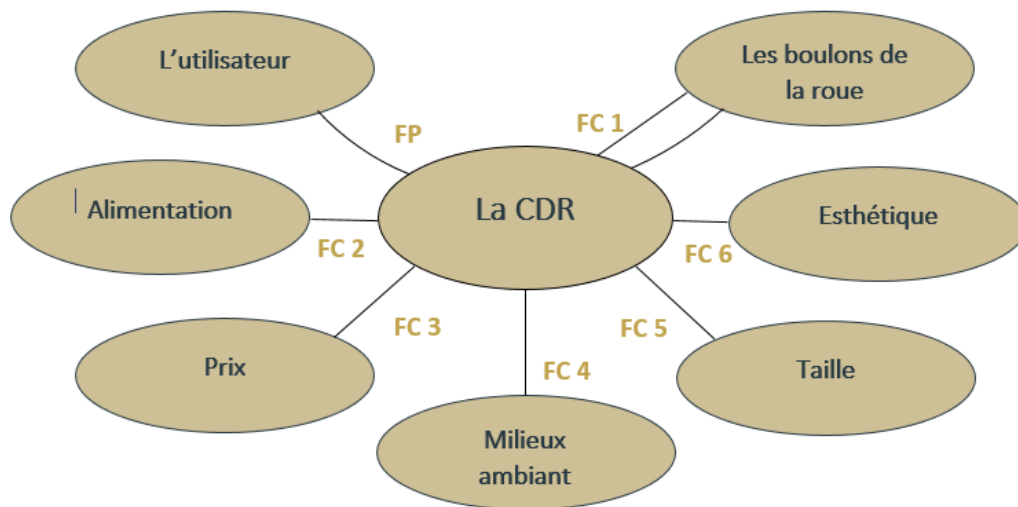 L'utilisateur
Les boulons de
la roue
FC 1
FP
La CDR
Alimentation
Esthétique
FC 2
FC 6
FC 3
FC 5
Prix
Taille
FC 4
Milieux
ambiant